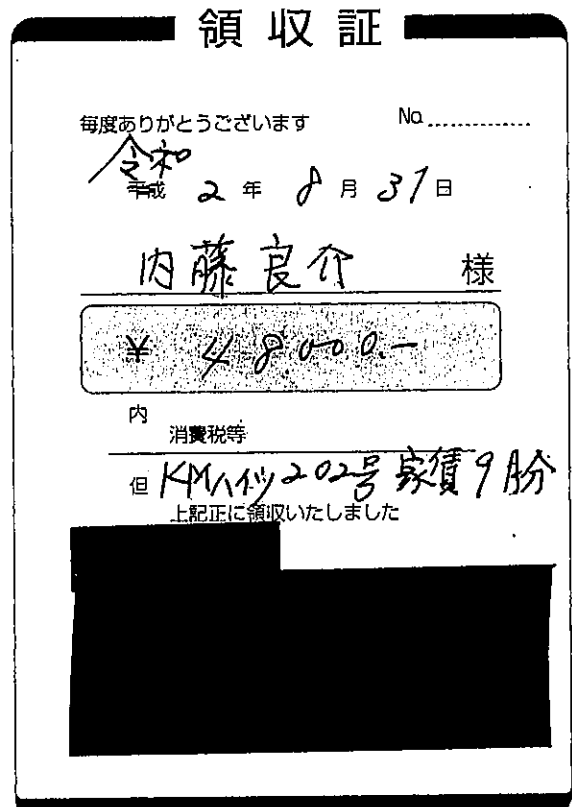 領収証
毎度ありがとうございます No.
令和
平成 2 年 8 月 31 日
内藤良介 様
¥ 48000.-
内
消費税等
但 KMハイツ202号 家賃9月分
上記正に領収いたしました